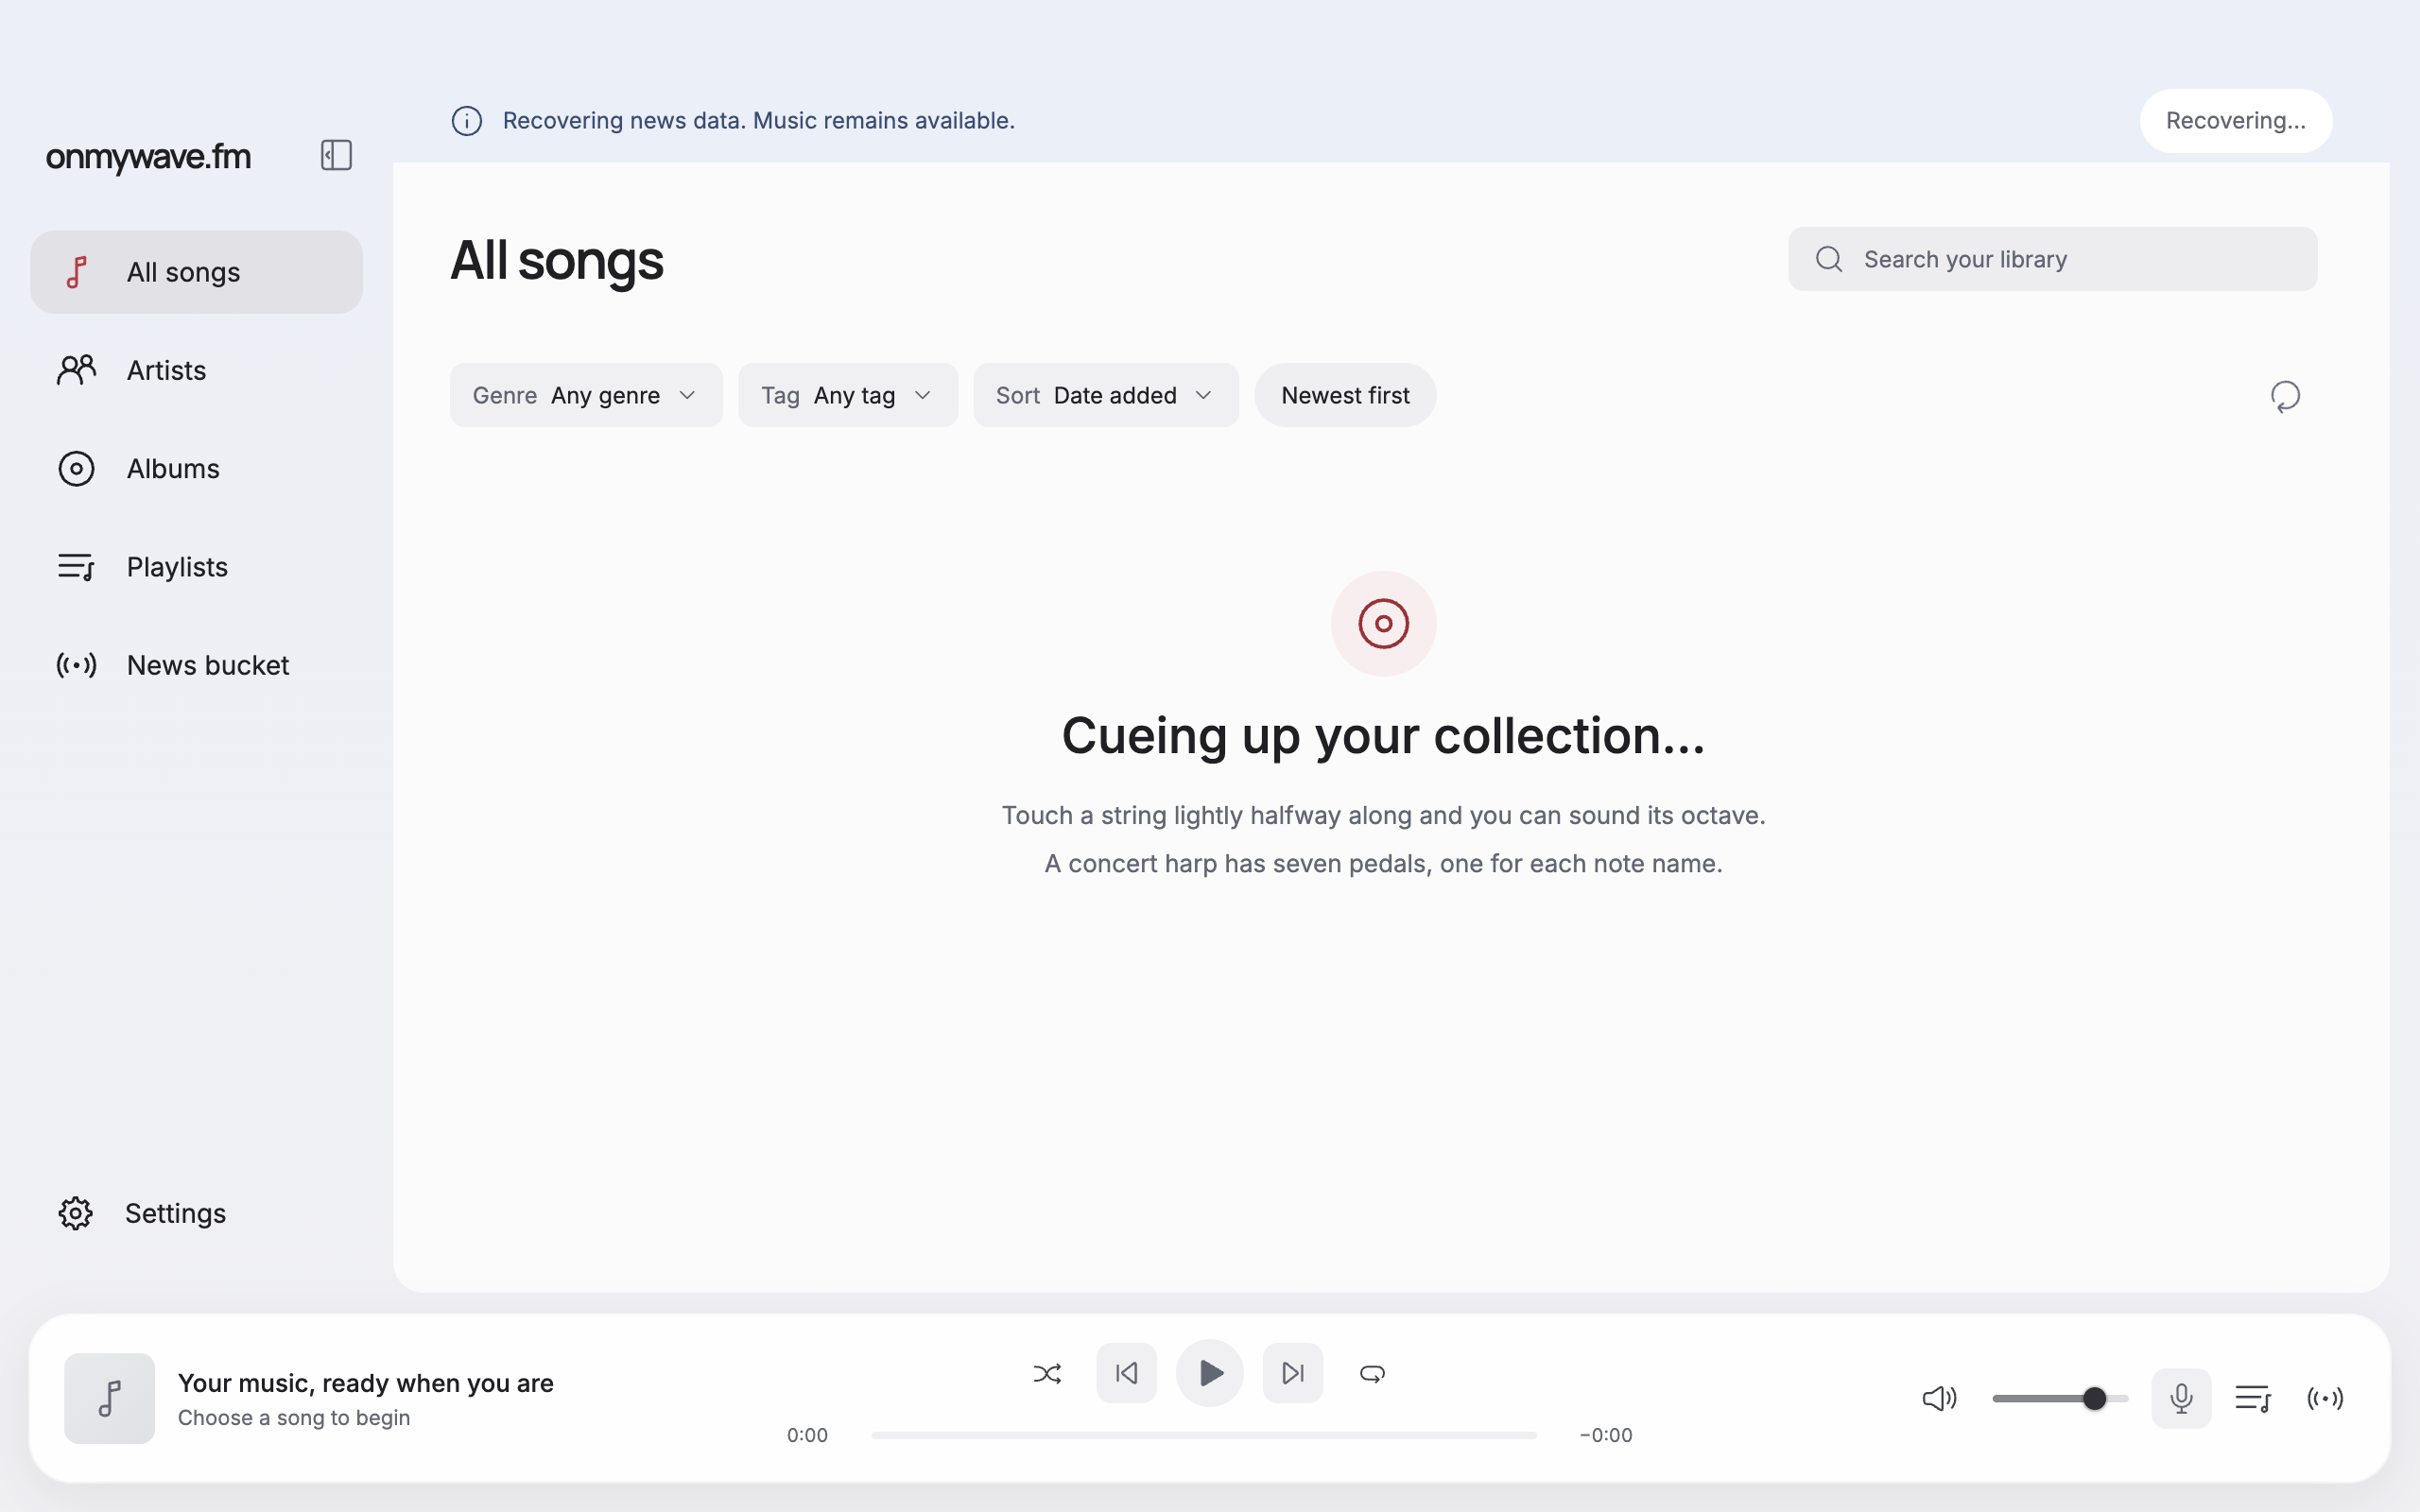 Recovering news data. Music remains available.
Recovering...
onmywave.fm
All songs
Artists
Albums
Playlists
News bucket
Settings
All songs
Search your library
Genre Any genre
Tag Any tag
Sort Date added
Newest first
Cueing up your collection...
Touch a string lightly halfway along and you can sound its octave.
A concert harp has seven pedals, one for each note name.
Your music, ready when you are
Choose a song to begin
0:00
−0:00